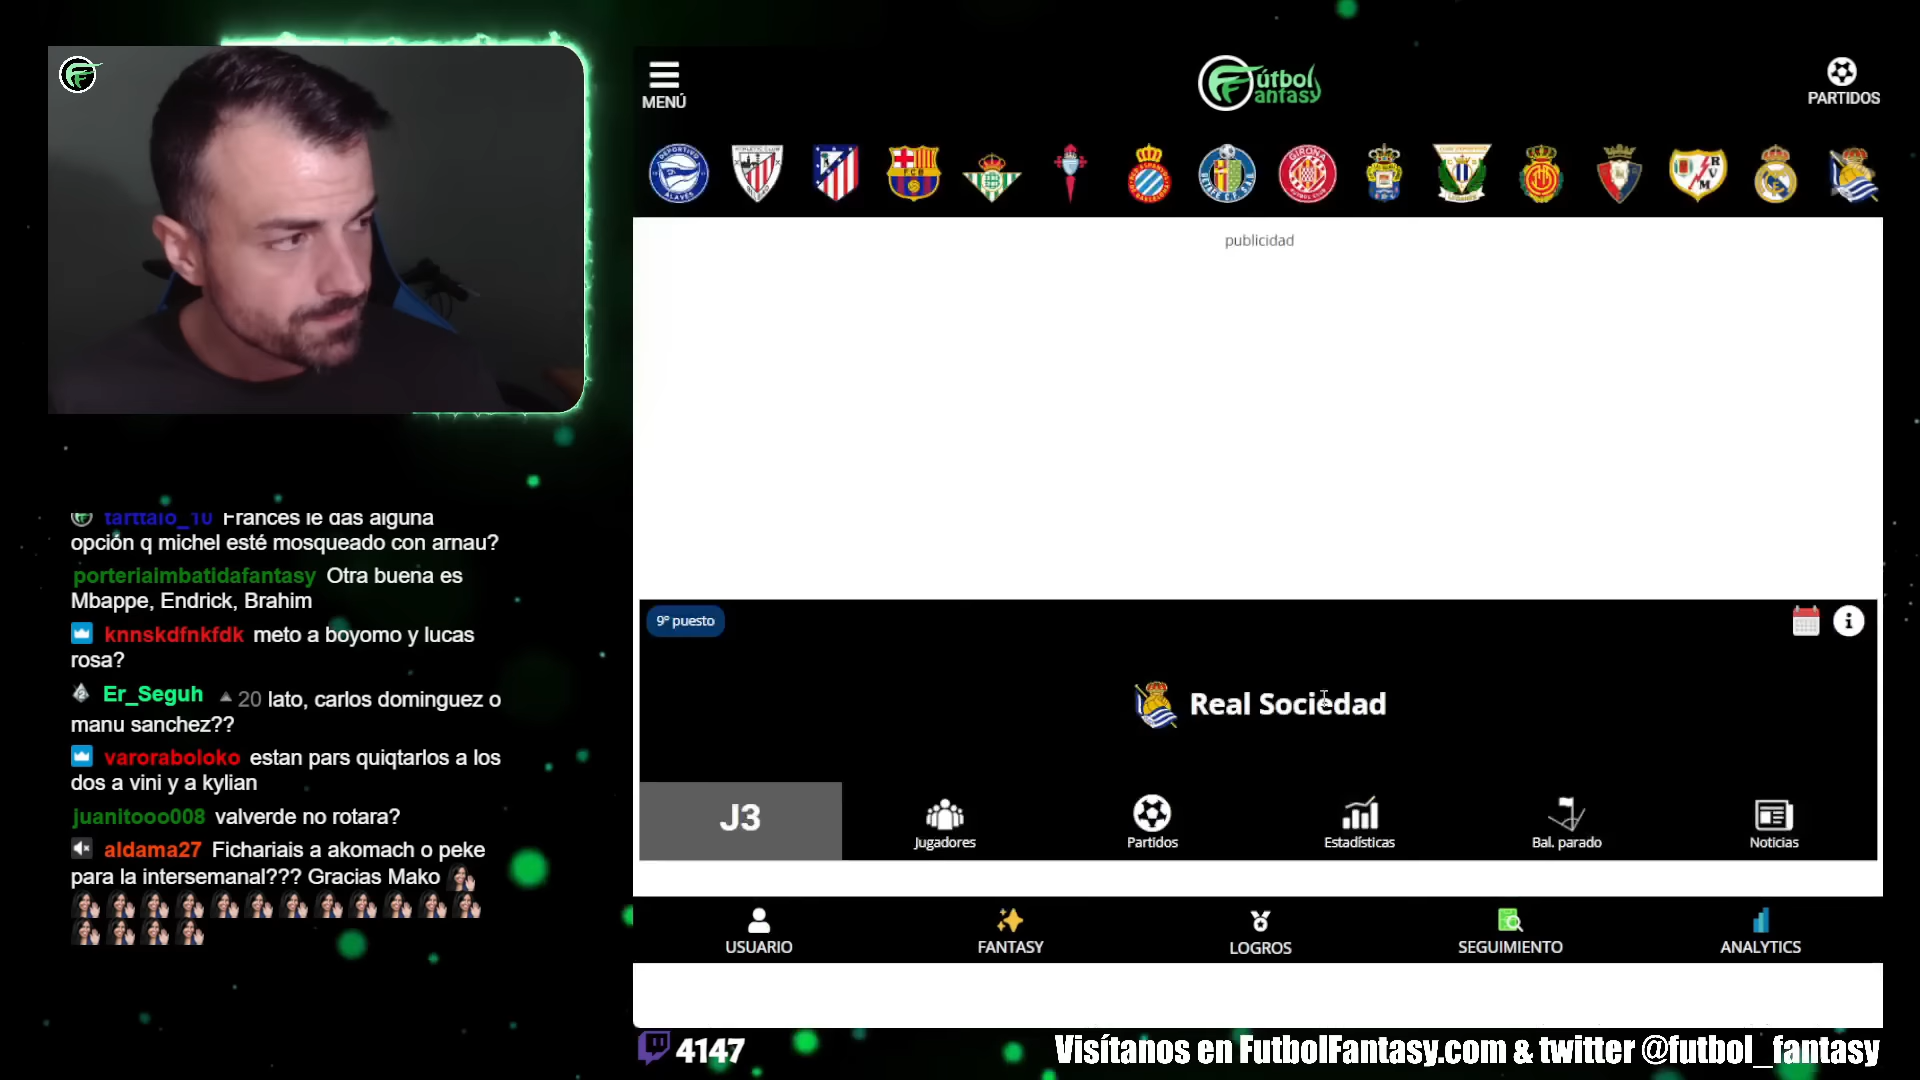 MENÚ
Fútbol
Fantasy
PARTIDOS
publicidad
tarttalo_10 Frances le das alguna
opción q michel esté mosqueado con arnau?
porteriaimbatidafantasy Otra buena es
Mbappe, Endrick, Brahim
knnskdfnkfdk meto a boyomo y lucas
rosa?
Er_Seguh 20 lato, carlos dominguez o
manu sanchez??
varoraboloko estan pars quiqtarlos a los
dos a vini y a kylian
juanitooo008 valverde no rotara?
aldama27 Fichariais a akomach o peke
para la intersemanal??? Gracias Mako
9º puesto
Real Sociedad
J3
Jugadores
Partidos
Estadísticas
Bal. parado
Noticias
USUARIO
FANTASY
LOGROS
SEGUIMIENTO
ANALYTICS
4147
Visítanos en FutbolFantasy.com & twitter @futbol_fantasy